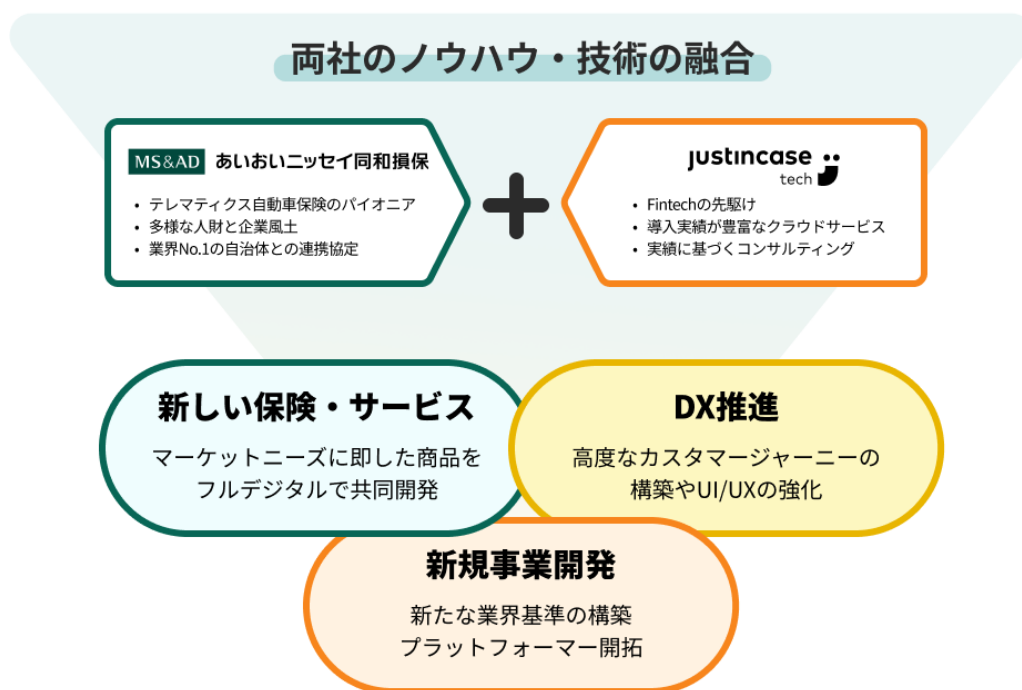 両社のノウハウ・技術の融合
MS&AD あいおいニッセイ同和損保
• テレマティクス自動車保険のパイオニア
• 多様な人財と企業風土
• 業界No.1の自治体との連携協定
justincase
tech
• Fintechの先駆け
• 導入実績が豊富なクラウドサービス
• 実績に基づくコンサルティング
新しい保険・サービス
マーケットニーズに即した商品を
フルデジタルで共同開発
DX推進
高度なカスタマージャーニーの
構築やUI/UXの強化
新規事業開発
新たな業界基準の構築
プラットフォーマー開拓